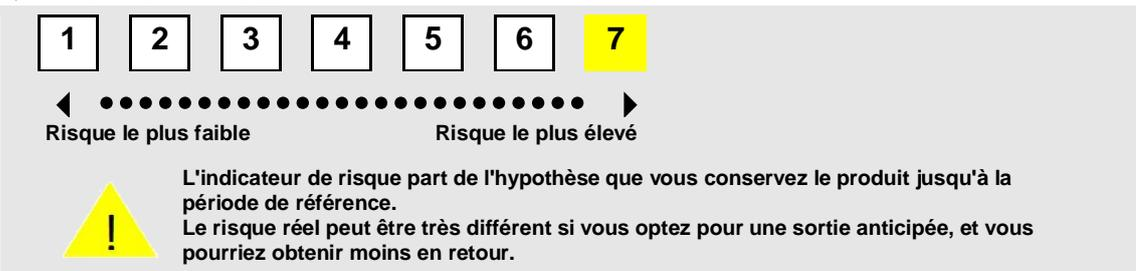 1 2 3 4 5 6 7
Risque le plus faible Risque le plus élevé
L'indicateur de risque part de l'hypothèse que vous conservez le produit jusqu'à la
période de référence.
! Le risque réel peut être très différent si vous optez pour une sortie anticipée, et vous
pourriez obtenir moins en retour.